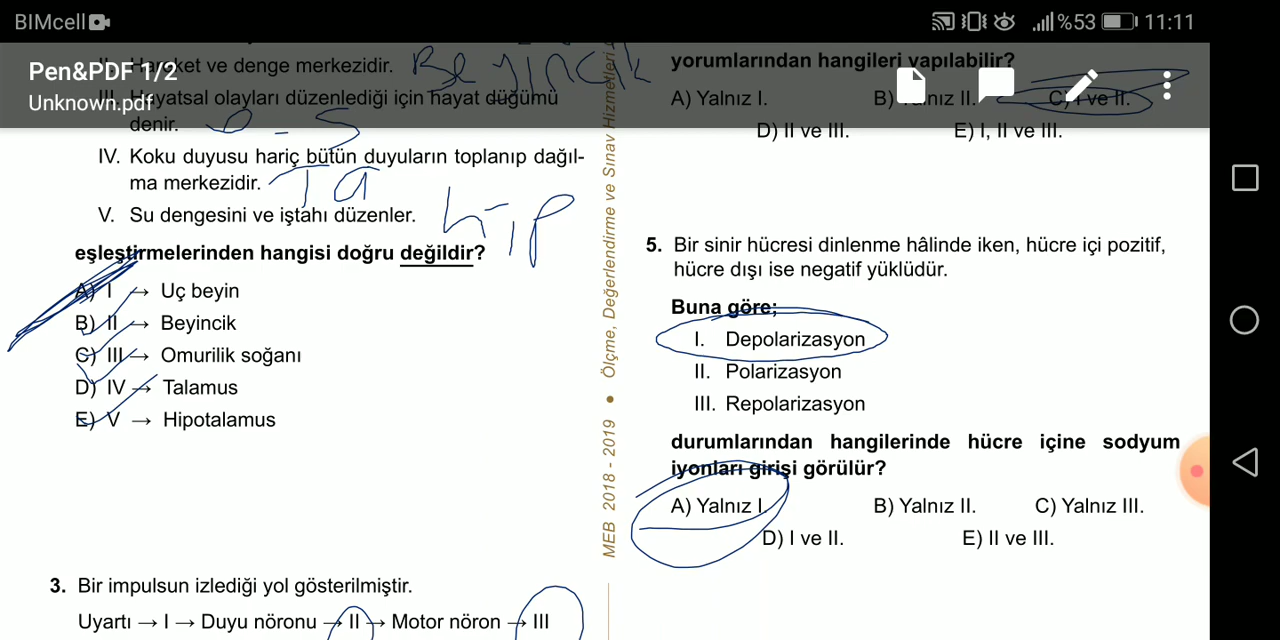 BIMcell
%53 11:11
Pen&PDF 1/2
Unknown.pdf
II. Hareket ve denge merkezidir. Beyincik
III. Hayatsal olayları düzenlediği için hayat düğümü
denir. o-s
IV. Koku duyusu hariç bütün duyuların toplanıp dağıl-
ma merkezidir. Ta
V. Su dengesini ve iştahı düzenler. hip
eşleştirmelerinden hangisi doğru değildir?
A) I → Uç beyin
B) II → Beyincik
C) III → Omurilik soğanı
D) IV → Talamus
E) V → Hipotalamus
3. Bir impulsun izlediği yol gösterilmiştir.
Uyartı → I → Duyu nöronu → II → Motor nöron → III
MEB 2018 - 2019 ● Ölçme, Değerlendirme ve Sınav Hizmetleri
yorumlarından hangileri yapılabilir?
A) Yalnız I. B) Yalnız II. C) I ve II.
D) II ve III. E) I, II ve III.
5. Bir sinir hücresi dinlenme hâlinde iken, hücre içi pozitif,
hücre dışı ise negatif yüklüdür.
Buna göre;
I. Depolarizasyon
II. Polarizasyon
III. Repolarizasyon
durumlarından hangilerinde hücre içine sodyum
iyonları girişi görülür?
A) Yalnız I. B) Yalnız II. C) Yalnız III.
D) I ve II. E) II ve III.